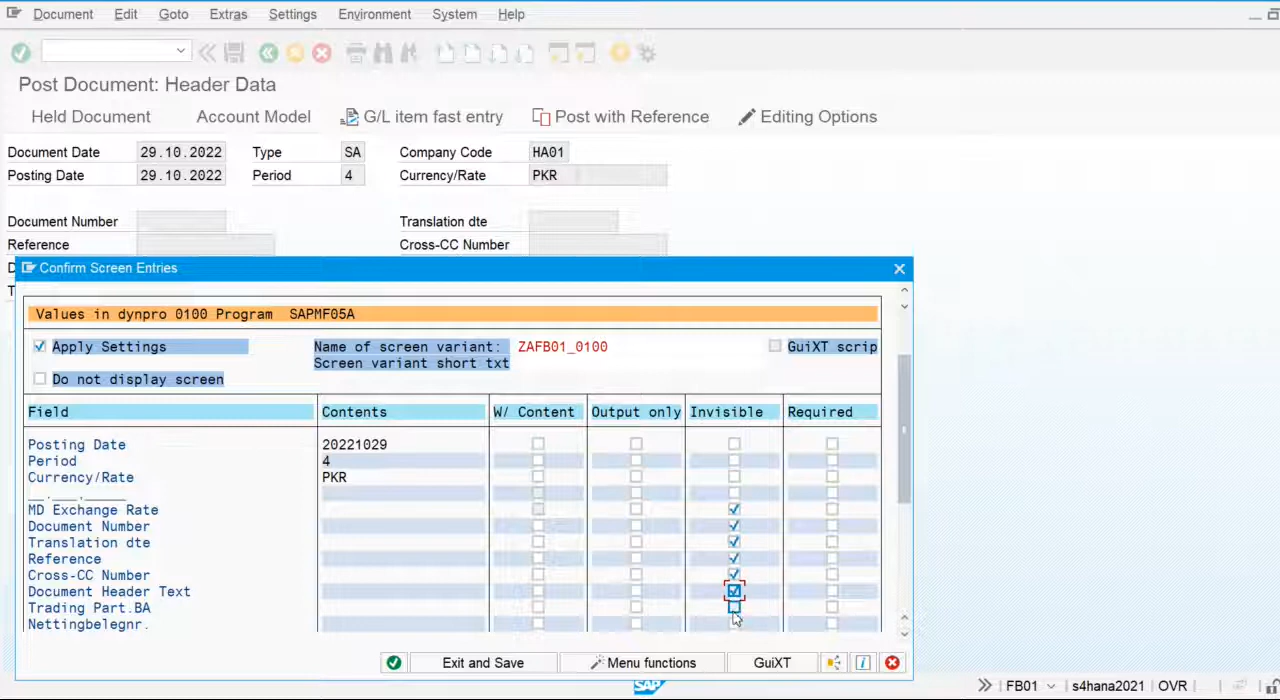 Document Edit Goto Extras Settings Environment System Help
Post Document: Header Data
Held Document Account Model G/L item fast entry Post with Reference Editing Options
Document Date 29.10.2022 Type SA Company Code HA01
Posting Date 29.10.2022 Period 4 Currency/Rate PKR
Document Number Translation dte
Reference Cross-CC Number
D
T
Confirm Screen Entries
Values in dynpro 0100 Program SAPMF05A
Apply Settings Name of screen variant: ZAFB01_0100 GuiXT scrip
Screen variant short txt
Do not display screen
Field Contents W/ Content Output only Invisible Required
Posting Date 20221029
Period 4
Currency/Rate PKR
__.___.______
MD Exchange Rate
Document Number
Translation dte
Reference
Cross-CC Number
Document Header Text
Trading Part.BA
Nettingbelegnr.
Exit and Save Menu functions GuiXT
SAP FB01 s4hana2021 OVR